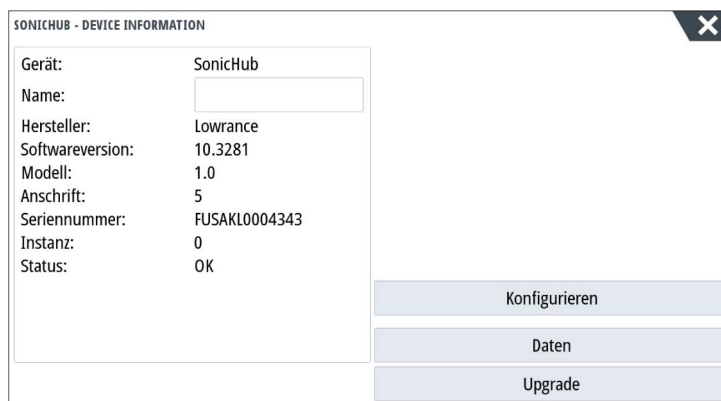 SONICHUB - DEVICE INFORMATION
Gerät: SonicHub
Name:
Hersteller: Lowrance
Softwareversion: 10.3281
Modell: 1.0
Anschrift: 5
Seriennummer: FUSAKL0004343
Instanz: 0
Status: OK
Konfigurieren
Daten
Upgrade